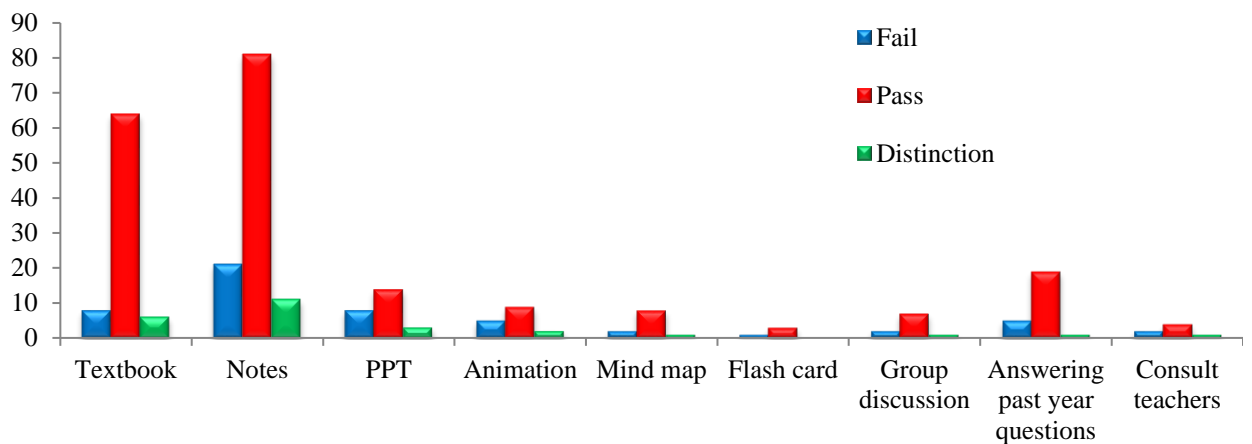 90
80
70
60
50
40
30
20
10
0
Fail
Pass
Distinction
Textbook
Notes
PPT
Animation
Mind map
Flash card
Group
discussion
Answering
past year
questions
Consult
teachers